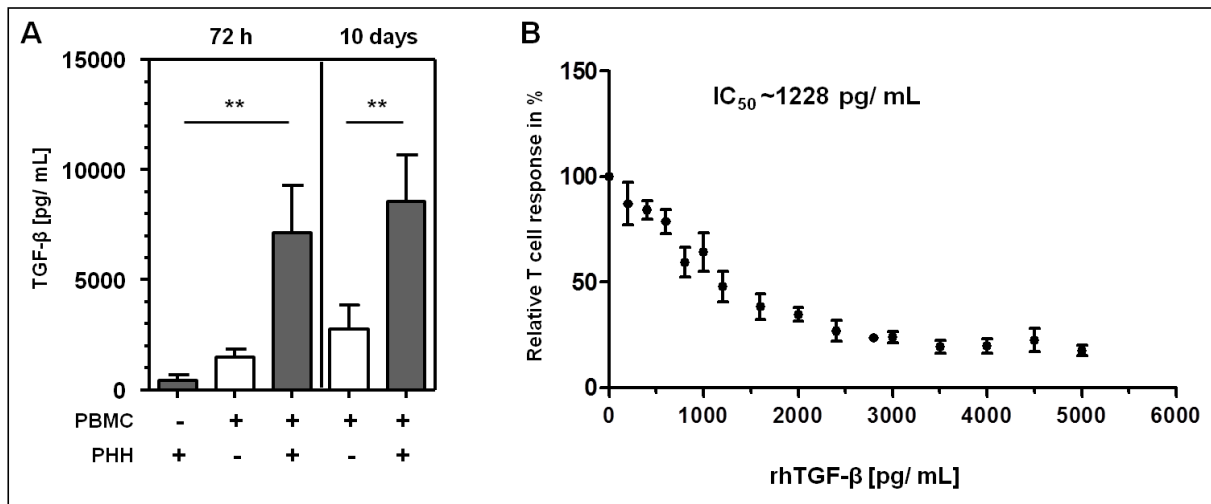 A
72 h 10 days
15000
** **
10000
5000
0
TGF-β [pg/ mL]
PBMC - + + + +
PHH + - + - +
B
150
IC50 ~1228 pg/ mL
100
50
0
Relative T cell response in %
0 1000 2000 3000 4000 5000 6000
rhTGF-β [pg/ mL]